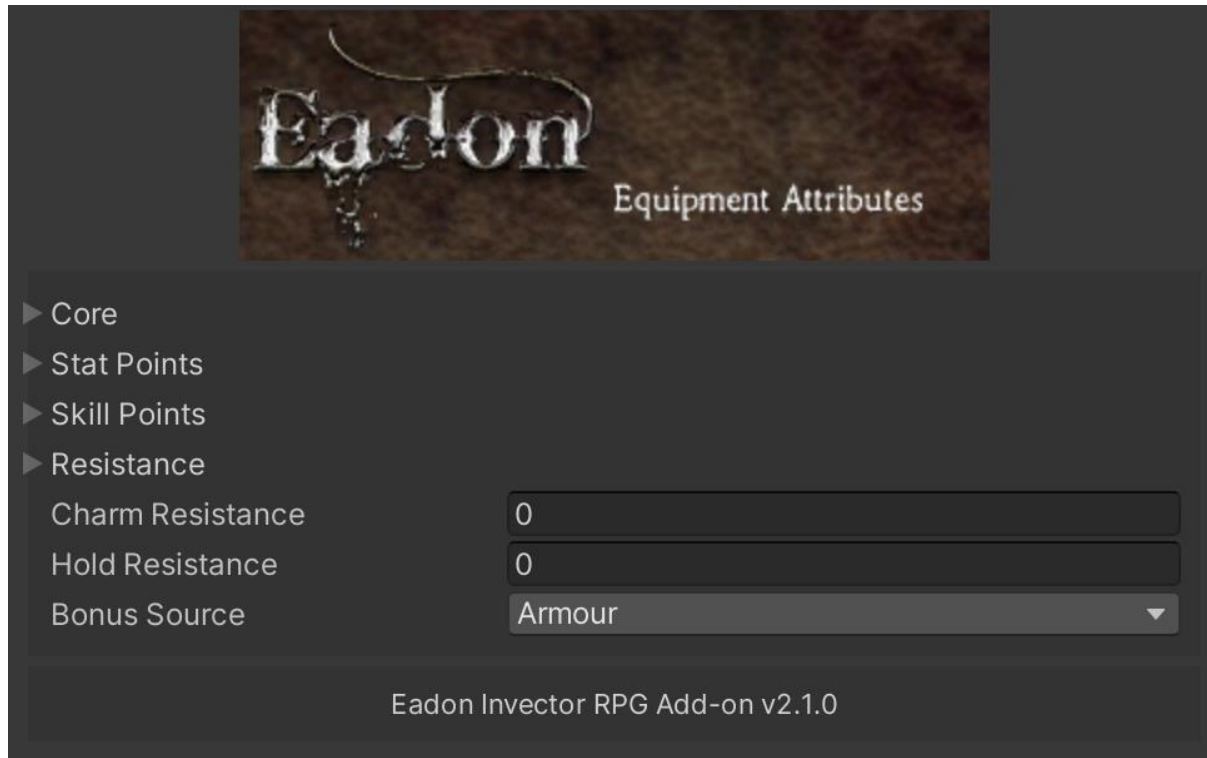 Eadon
Equipment Attributes
Core
Stat Points
Skill Points
Resistance
Charm Resistance 0
Hold Resistance 0
Bonus Source Armour
Eadon Invector RPG Add-on v2.1.0